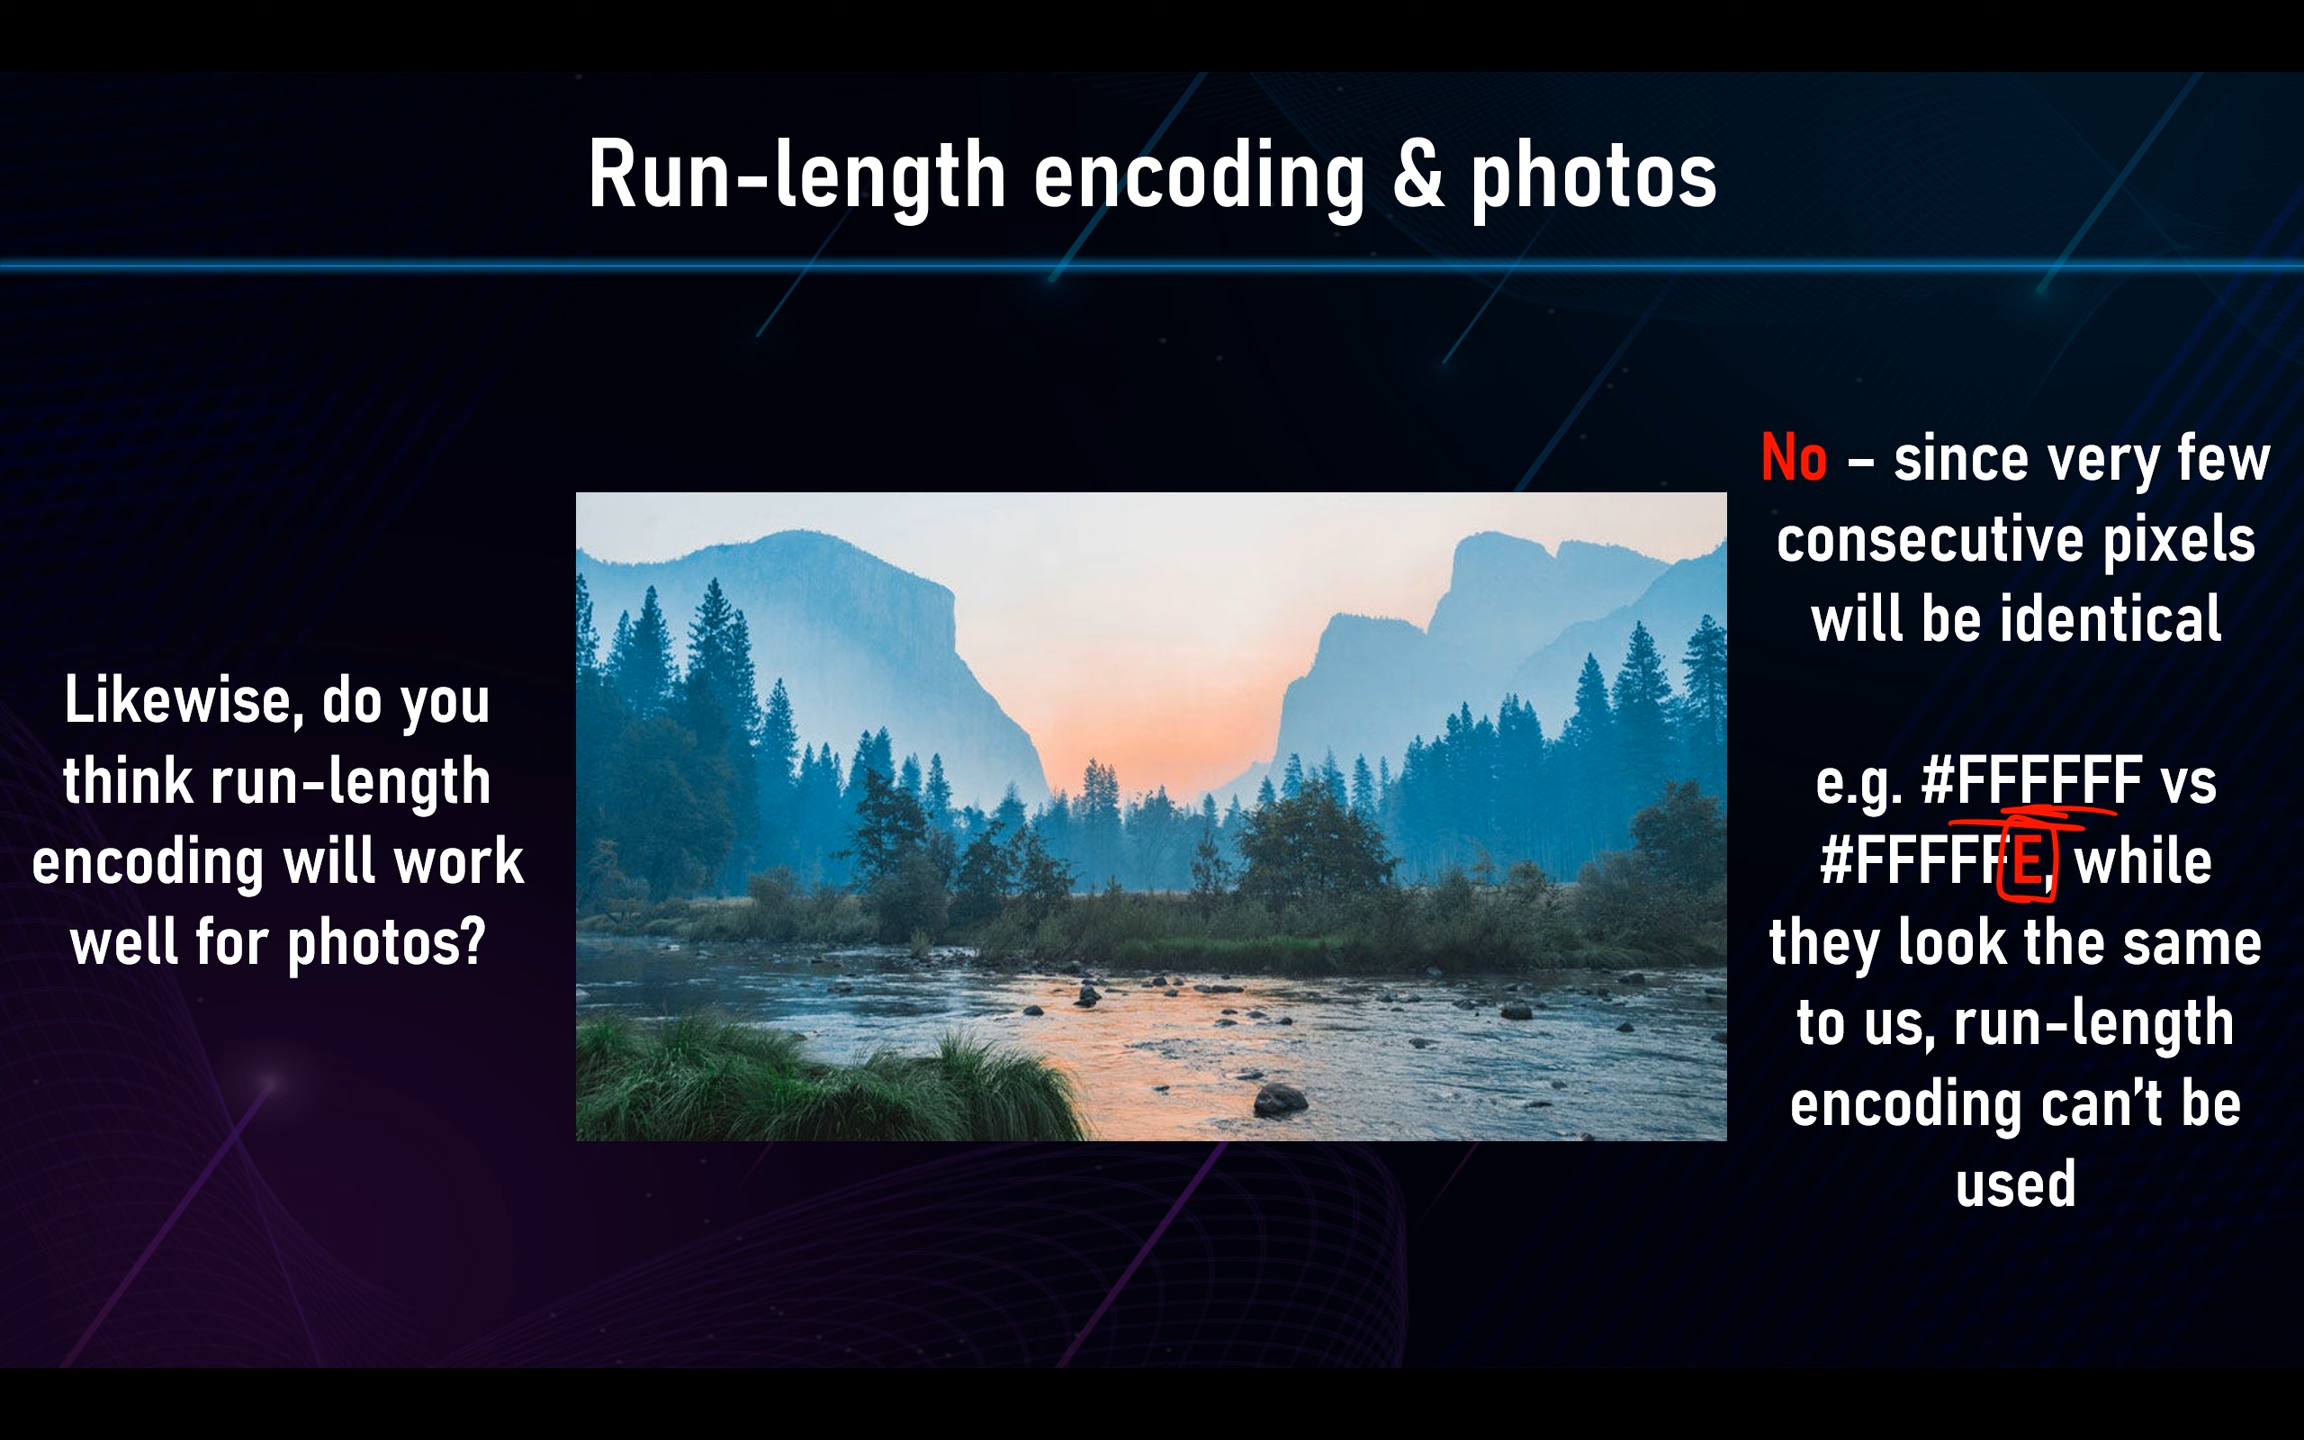 Run-length encoding & photos
Likewise, do you
think run-length
encoding will work
well for photos?
No – since very few
consecutive pixels
will be identical
e.g. #FFFFFF vs
#FFFFFE, while
they look the same
to us, run-length
encoding can't be
used